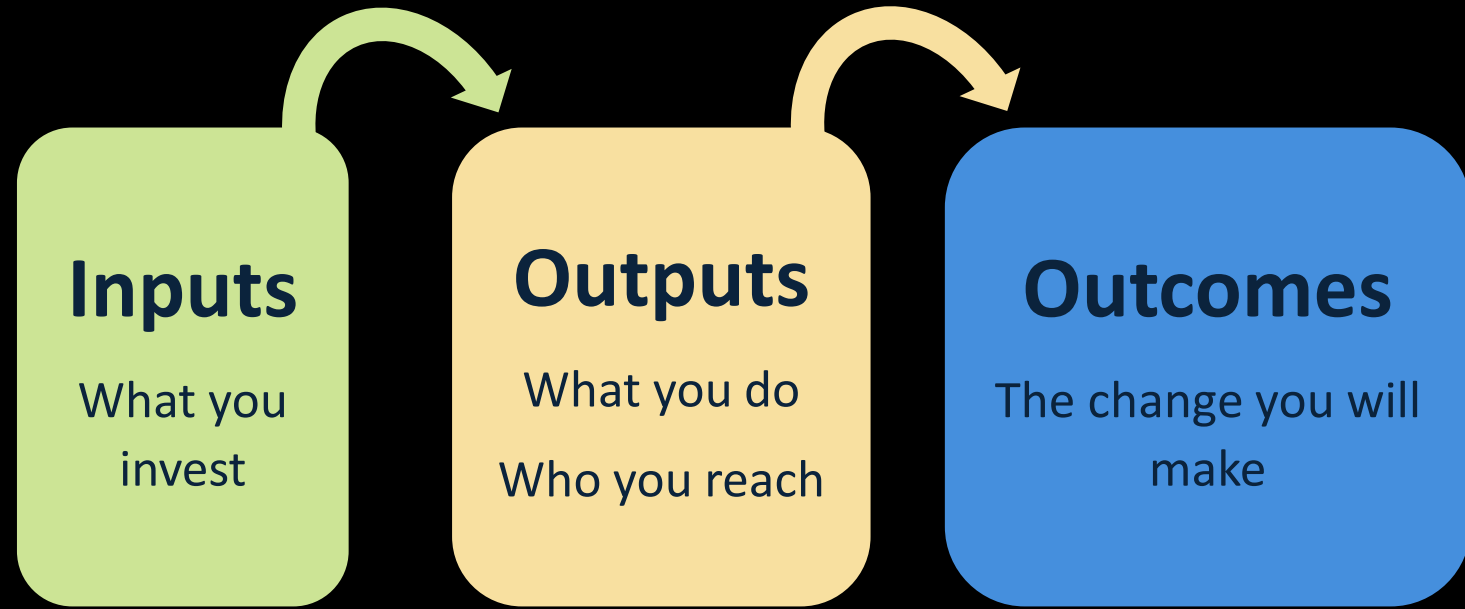 Inputs
What you
invest
Outputs
What you do
Who you reach
Outcomes
The change you will
make